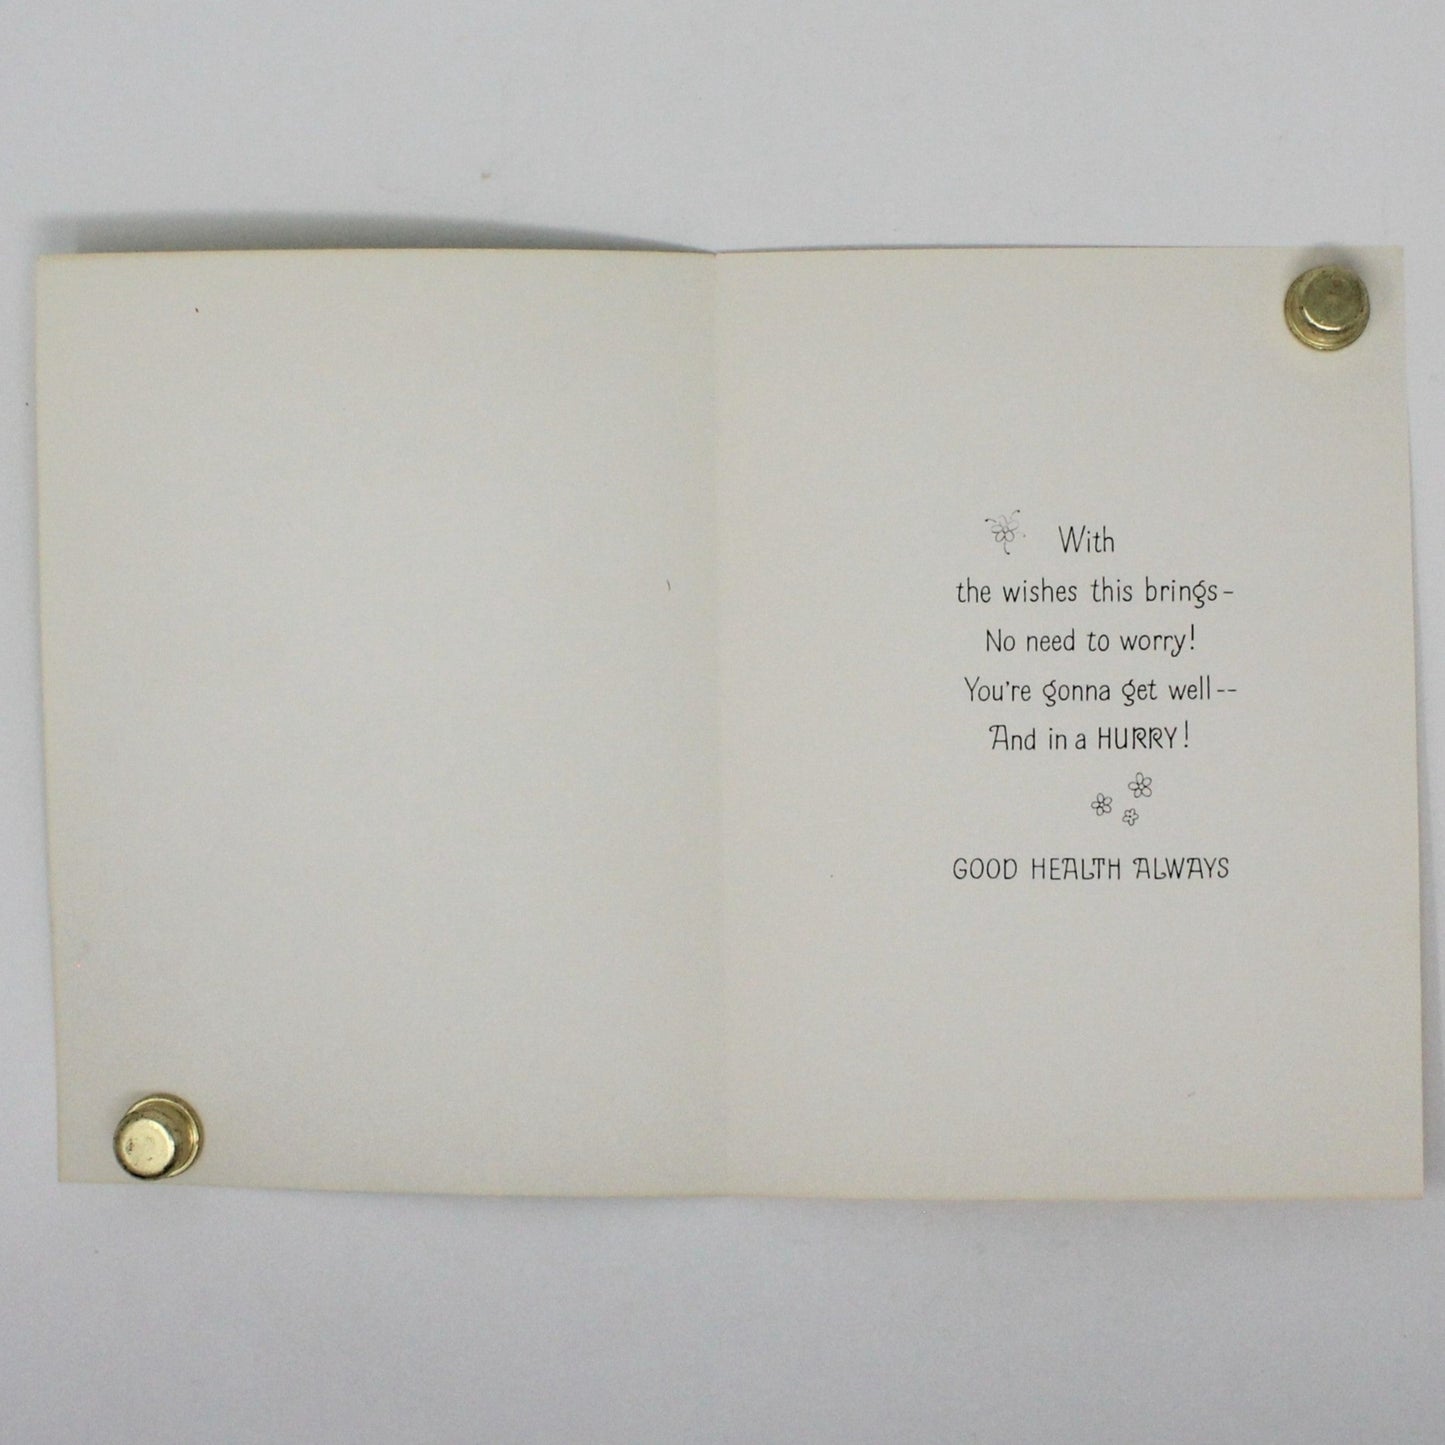 With
the wishes this brings-
No need to worry!
You're gonna get well--
And in a HURRY!
GOOD HEALTH ALWAYS